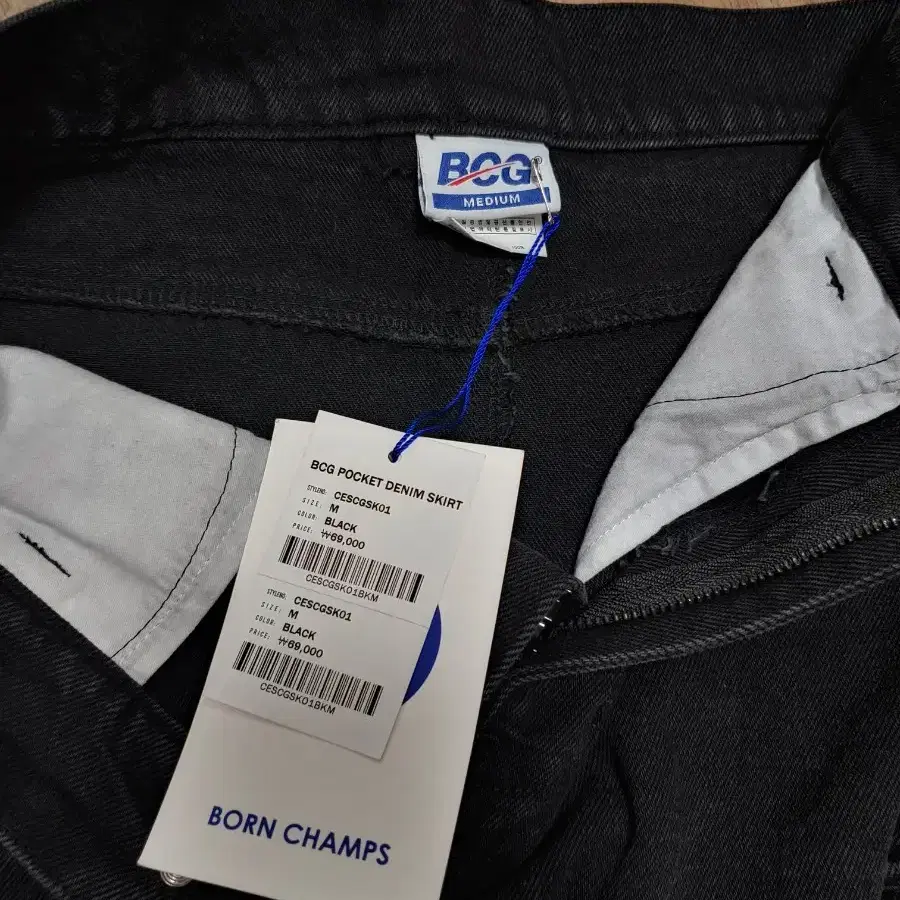 BCG®
MEDIUM
100%
BCG POCKET DENIM SKIRT
STYLENO: CESCGSK01
SIZE: M
COLOR: BLACK
PRICE: ₩69,000
CESCGSK01BKM
STYLENO: CESCGSK01
SIZE: M
COLOR: BLACK
PRICE: ₩69,000
CESCGSK01BKM
BORN CHAMPS